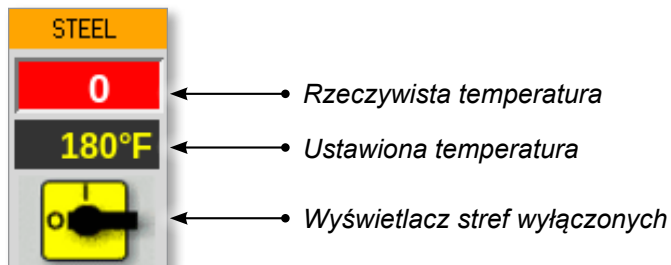 STEEL
0
Rzeczywista temperatura
180°F
Ustawiona temperatura
I
O
Wyświetlacz stref wyłączonych